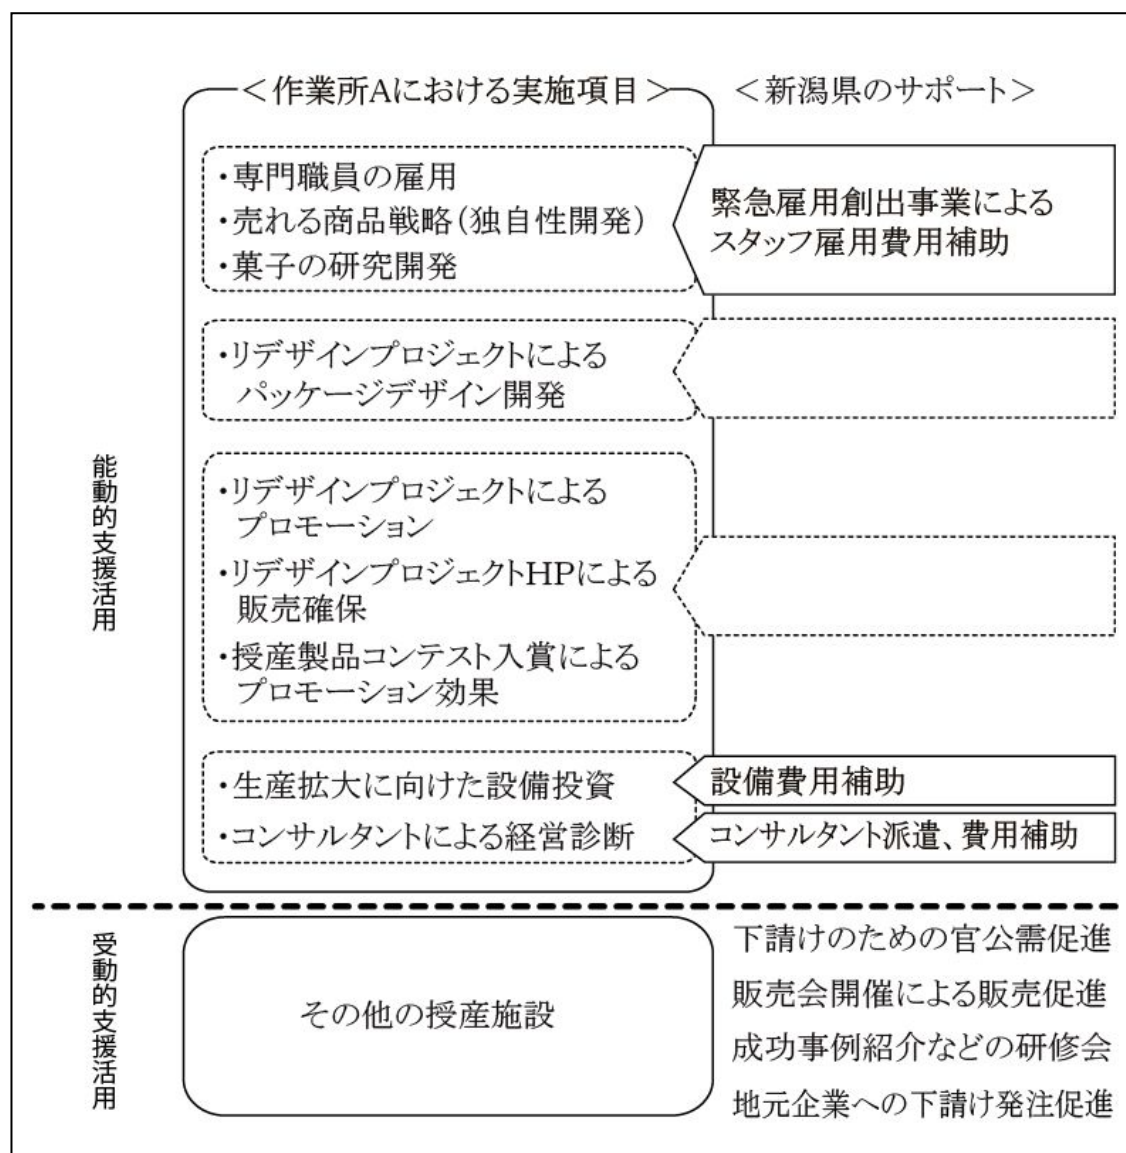 ＜作業所Aにおける実施項目＞
＜新潟県のサポート＞
能動的支援活用
・専門職員の雇用
・売れる商品戦略（独自性開発）
・菓子の研究開発
緊急雇用創出事業による
スタッフ雇用費用補助
・リデザインプロジェクトによる
パッケージデザイン開発
・リデザインプロジェクトによる
プロモーション
・リデザインプロジェクトHPによる
販売確保
・授産製品コンテスト入賞による
プロモーション効果
・生産拡大に向けた設備投資
設備費用補助
・コンサルタントによる経営診断
コンサルタント派遣、費用補助
受動的支援活用
その他の授産施設
下請けのための官公需促進
販売会開催による販売促進
成功事例紹介などの研修会
地元企業への下請け発注促進